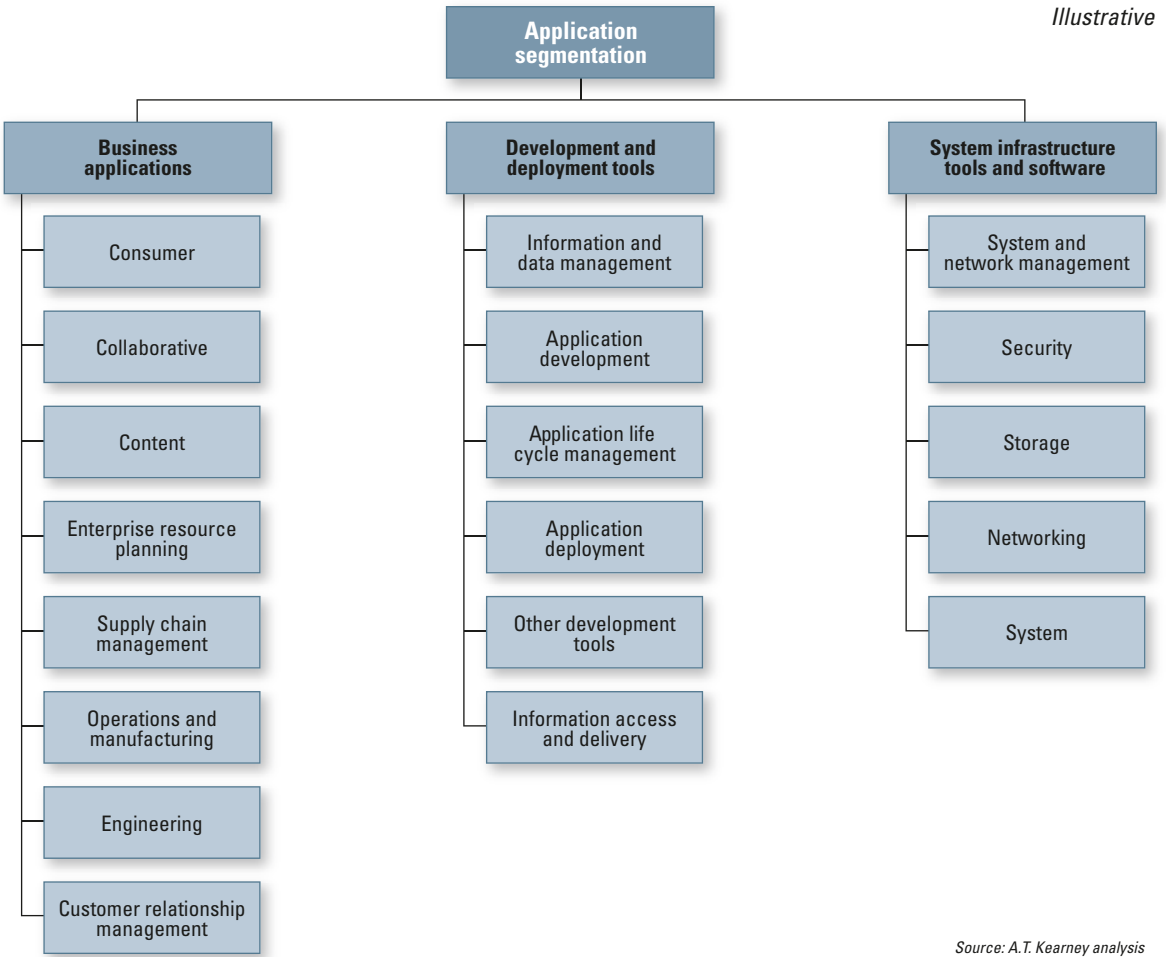 Illustrative
Application
segmentation
Business
applications
Consumer
Collaborative
Content
Enterprise resource
planning
Supply chain
management
Operations and
manufacturing
Engineering
Customer relationship
management
Development and
deployment tools
Information and
data management
Application
development
Application life
cycle management
Application
deployment
Other development
tools
Information access
and delivery
System infrastructure
tools and software
System and
network management
Security
Storage
Networking
System
Source: A.T. Kearney analysis